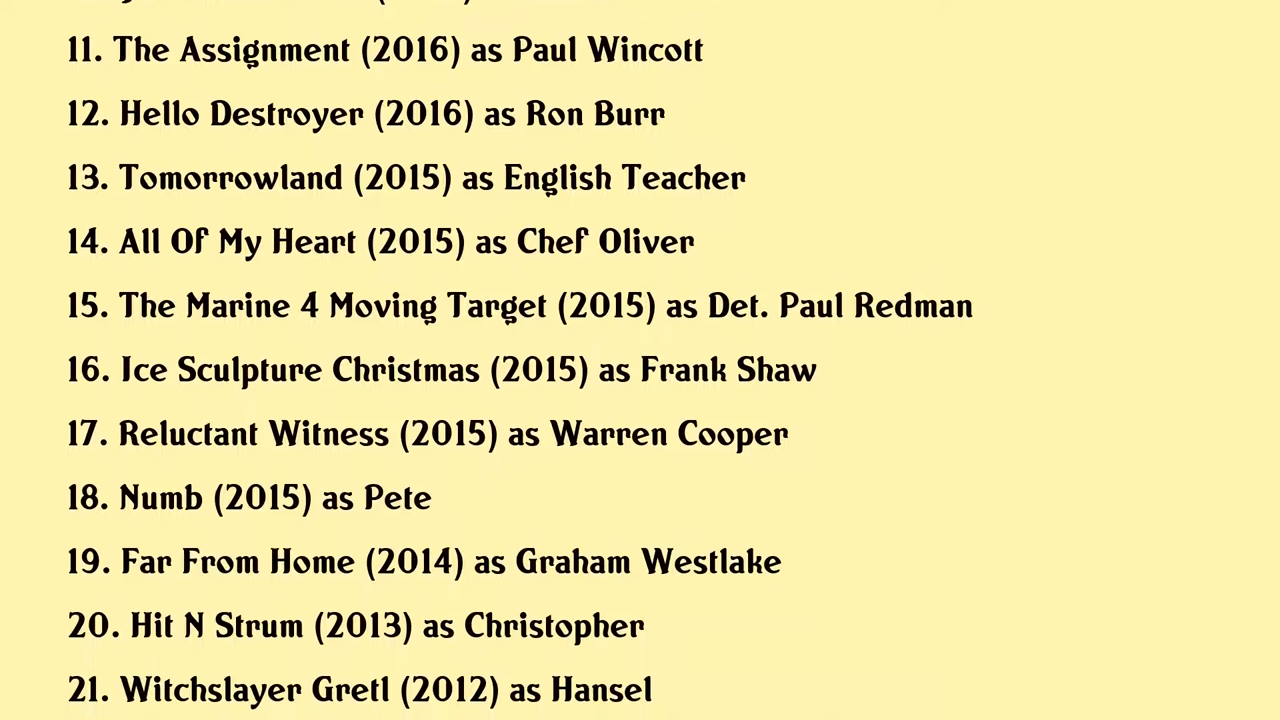 11. The Assignment (2016) as Paul Wincott
12. Hello Destroyer (2016) as Ron Burr
13. Tomorrowland (2015) as English Teacher
14. All Of My Heart (2015) as Chef Oliver
15. The Marine 4 Moving Target (2015) as Det. Paul Redman
16. Ice Sculpture Christmas (2015) as Frank Shaw
17. Reluctant Witness (2015) as Warren Cooper
18. Numb (2015) as Pete
19. Far From Home (2014) as Graham Westlake
20. Hit N Strum (2013) as Christopher
21. Witchslayer Gretl (2012) as Hansel